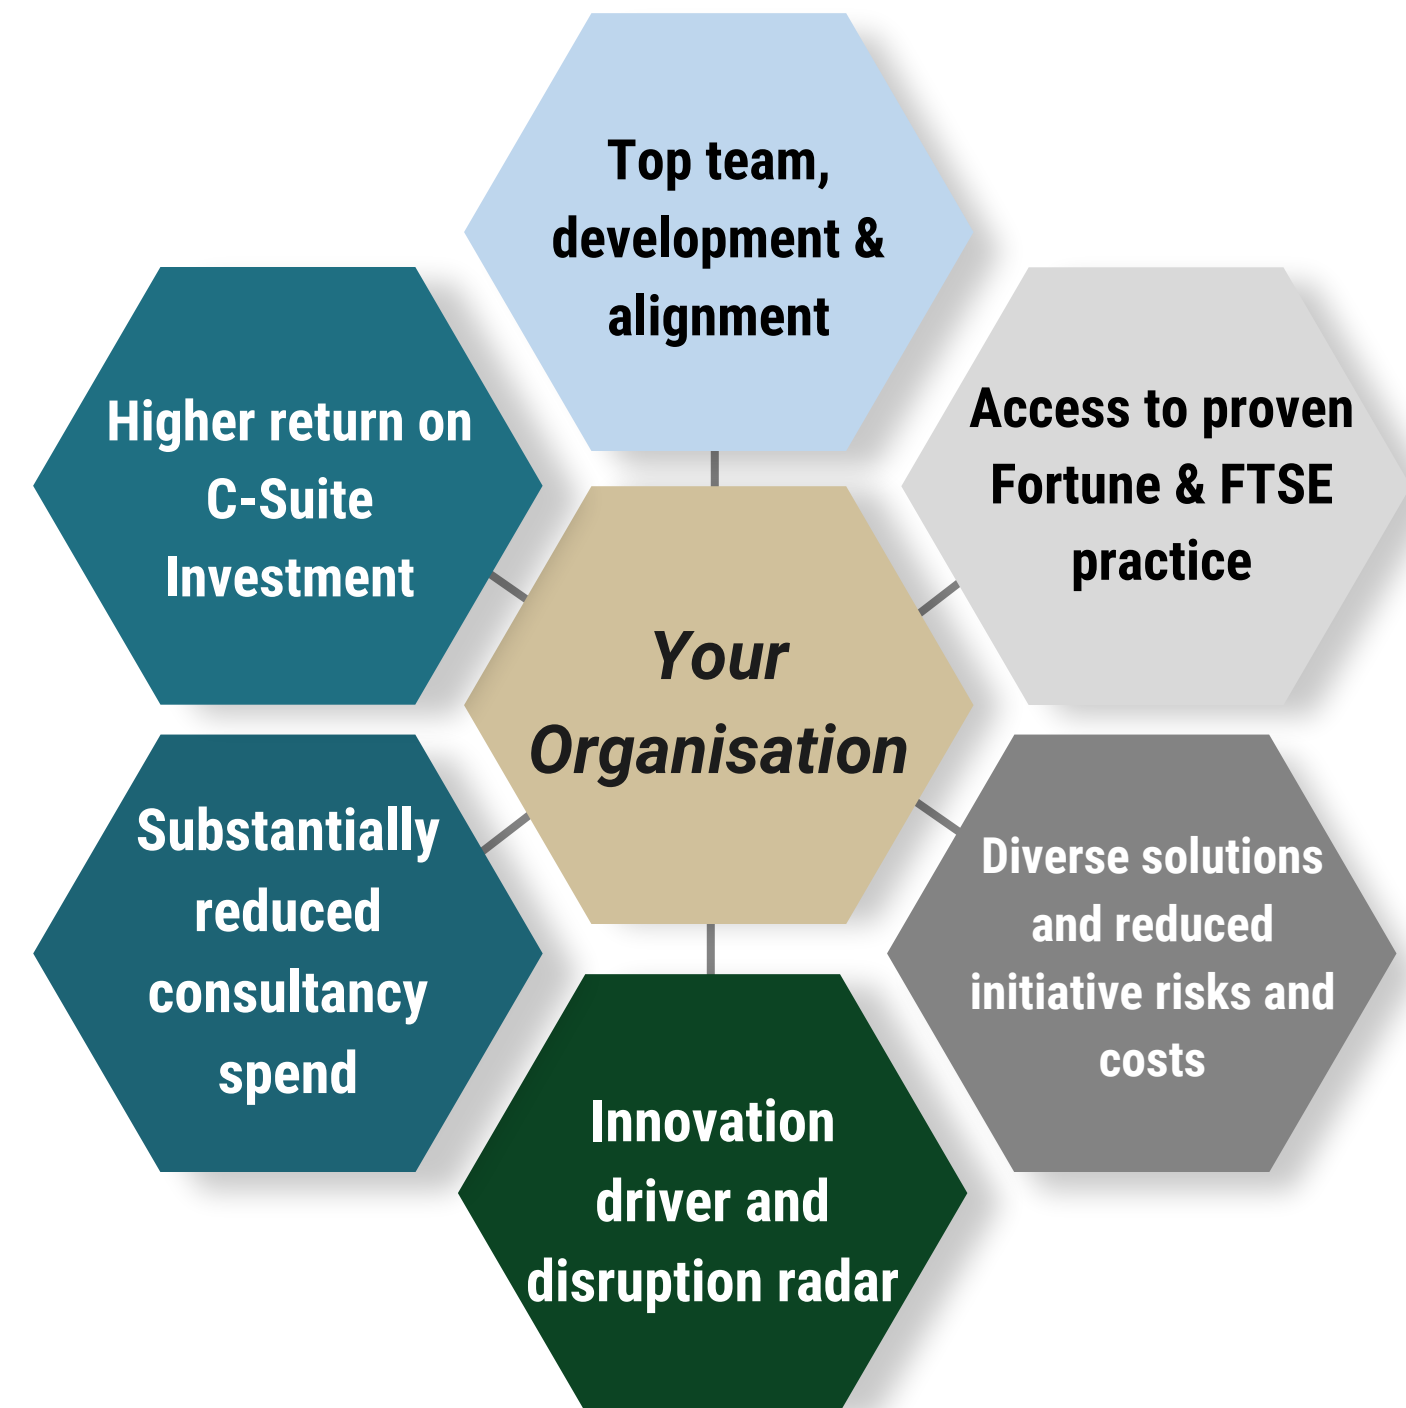 Top team,
development &
alignment
Higher return on
C-Suite
Investment
Access to proven
Fortune & FTSE
practice
Your
Organisation
Substantially
reduced
consultancy
spend
Diverse solutions
and reduced
initiative risks and
costs
Innovation
driver and
disruption radar